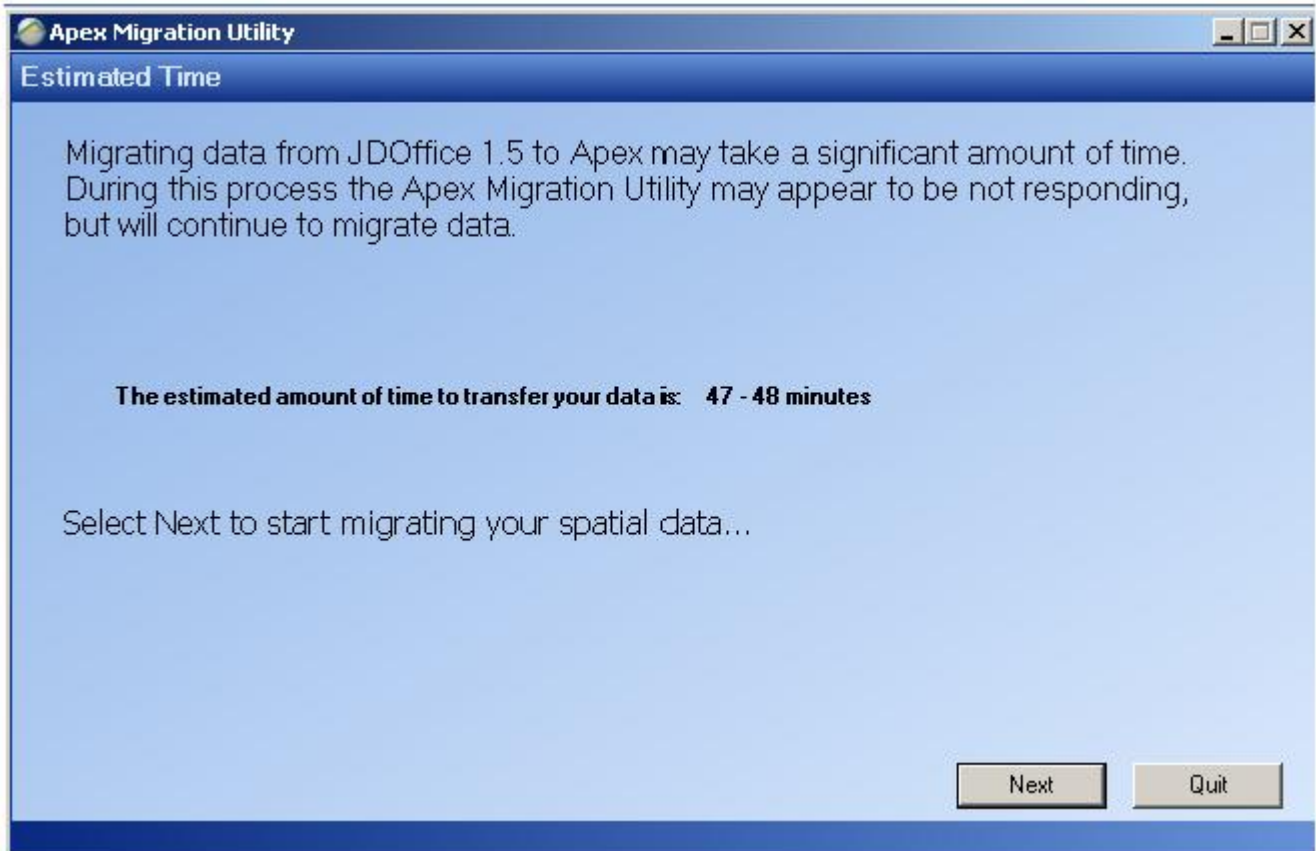 Apex Migration Utility
Estimated Time
Migrating data from JDOffice 1.5 to Apex may take a significant amount of time.
During this process the Apex Migration Utility may appear to be not responding,
but will continue to migrate data.
The estimated amount of time to transfer your data is: 47 - 48 minutes
Select Next to start migrating your spatial data...
Next Quit